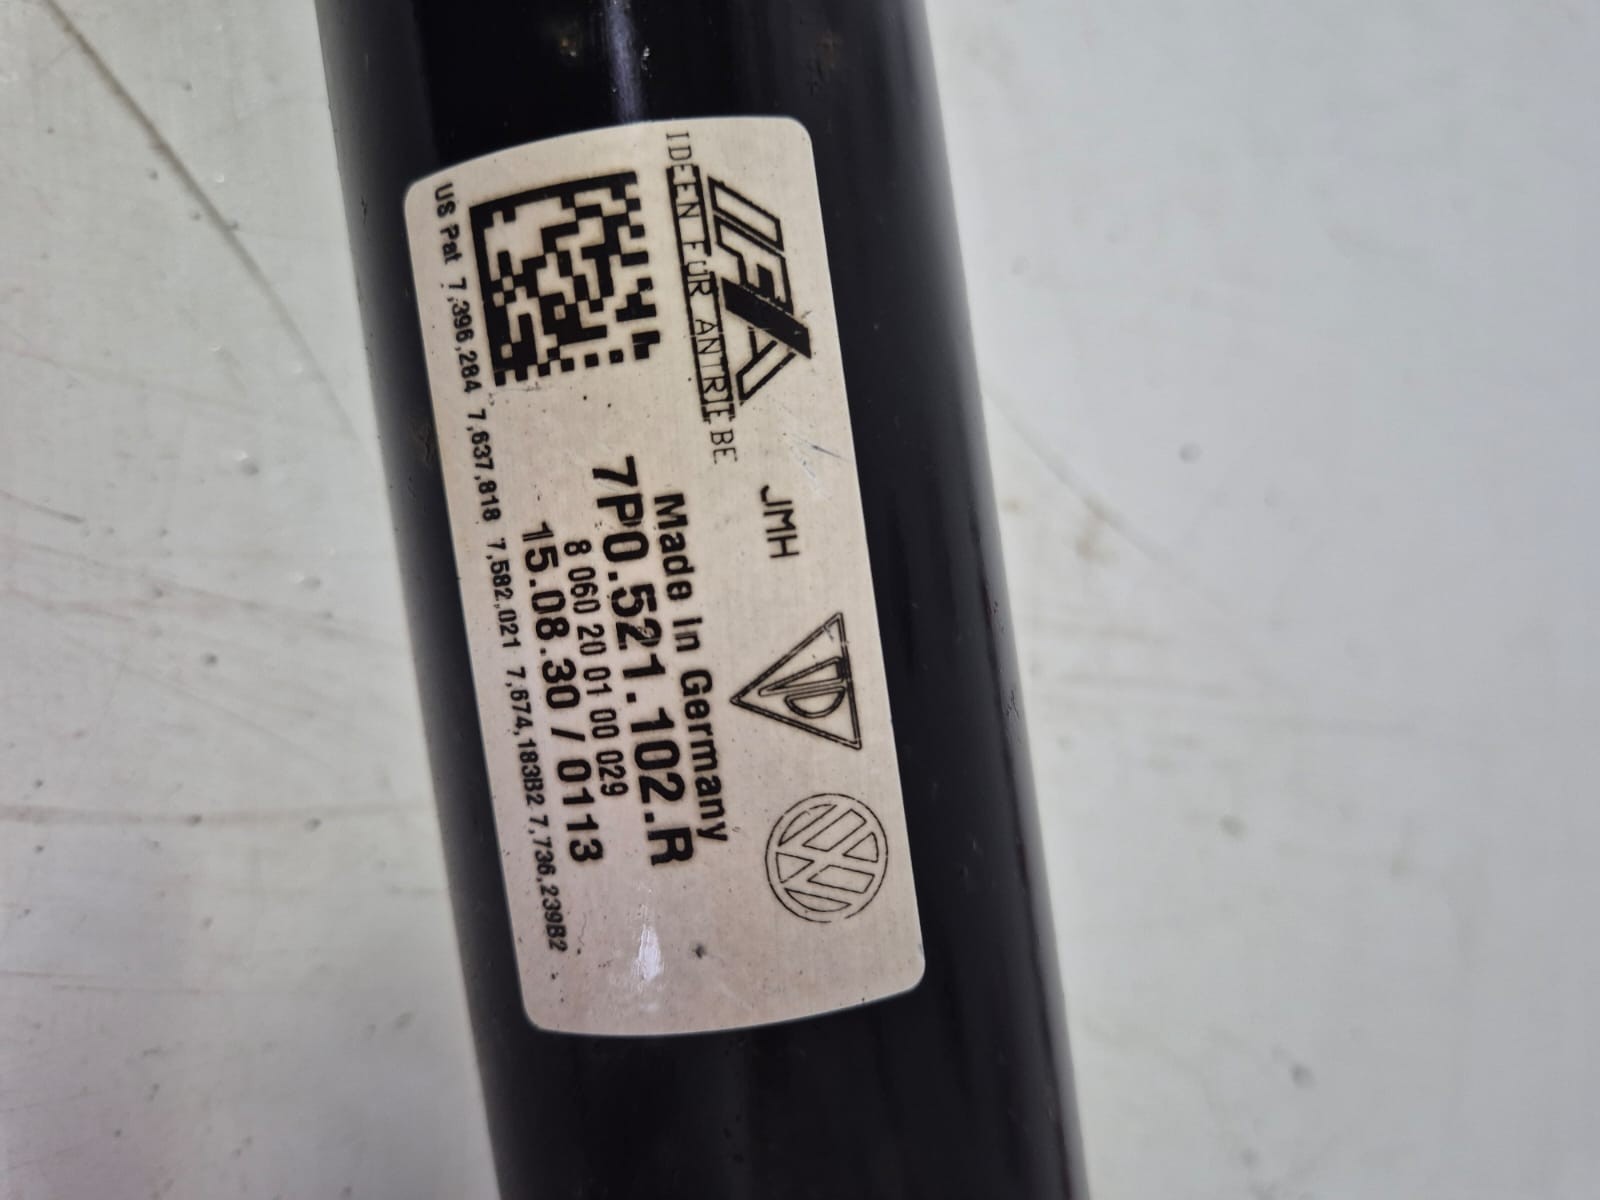 IFA
IDEEN FÜR ANTRIEBE
JMH
Made in Germany
7P0.521.102.R
8 060 20 01 00 029
15.08.30 / 0113
US Pat 7,396,284 7,637,818 7,582,021 7,674,183B2 7,736,239B2